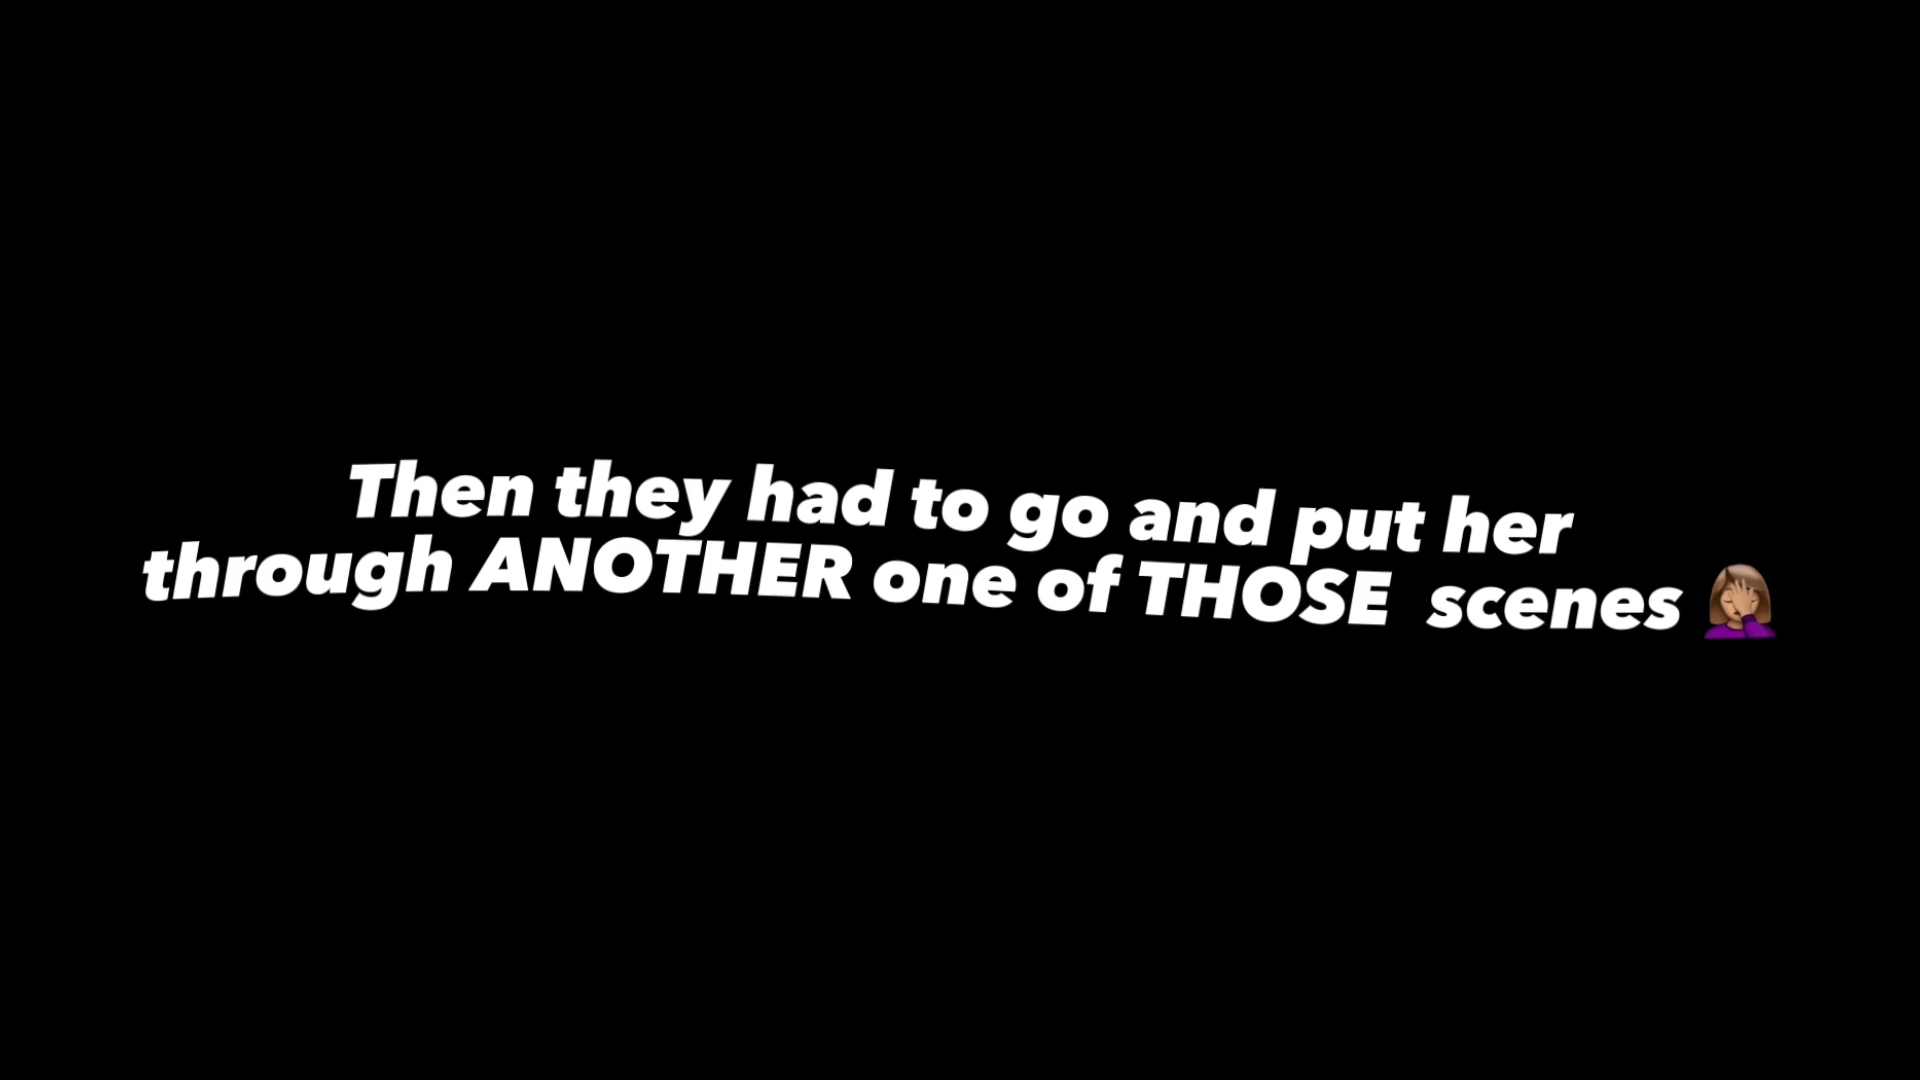 Then they had to go and put her
through ANOTHER one of THOSE scenes 🤦🏽‍♀️